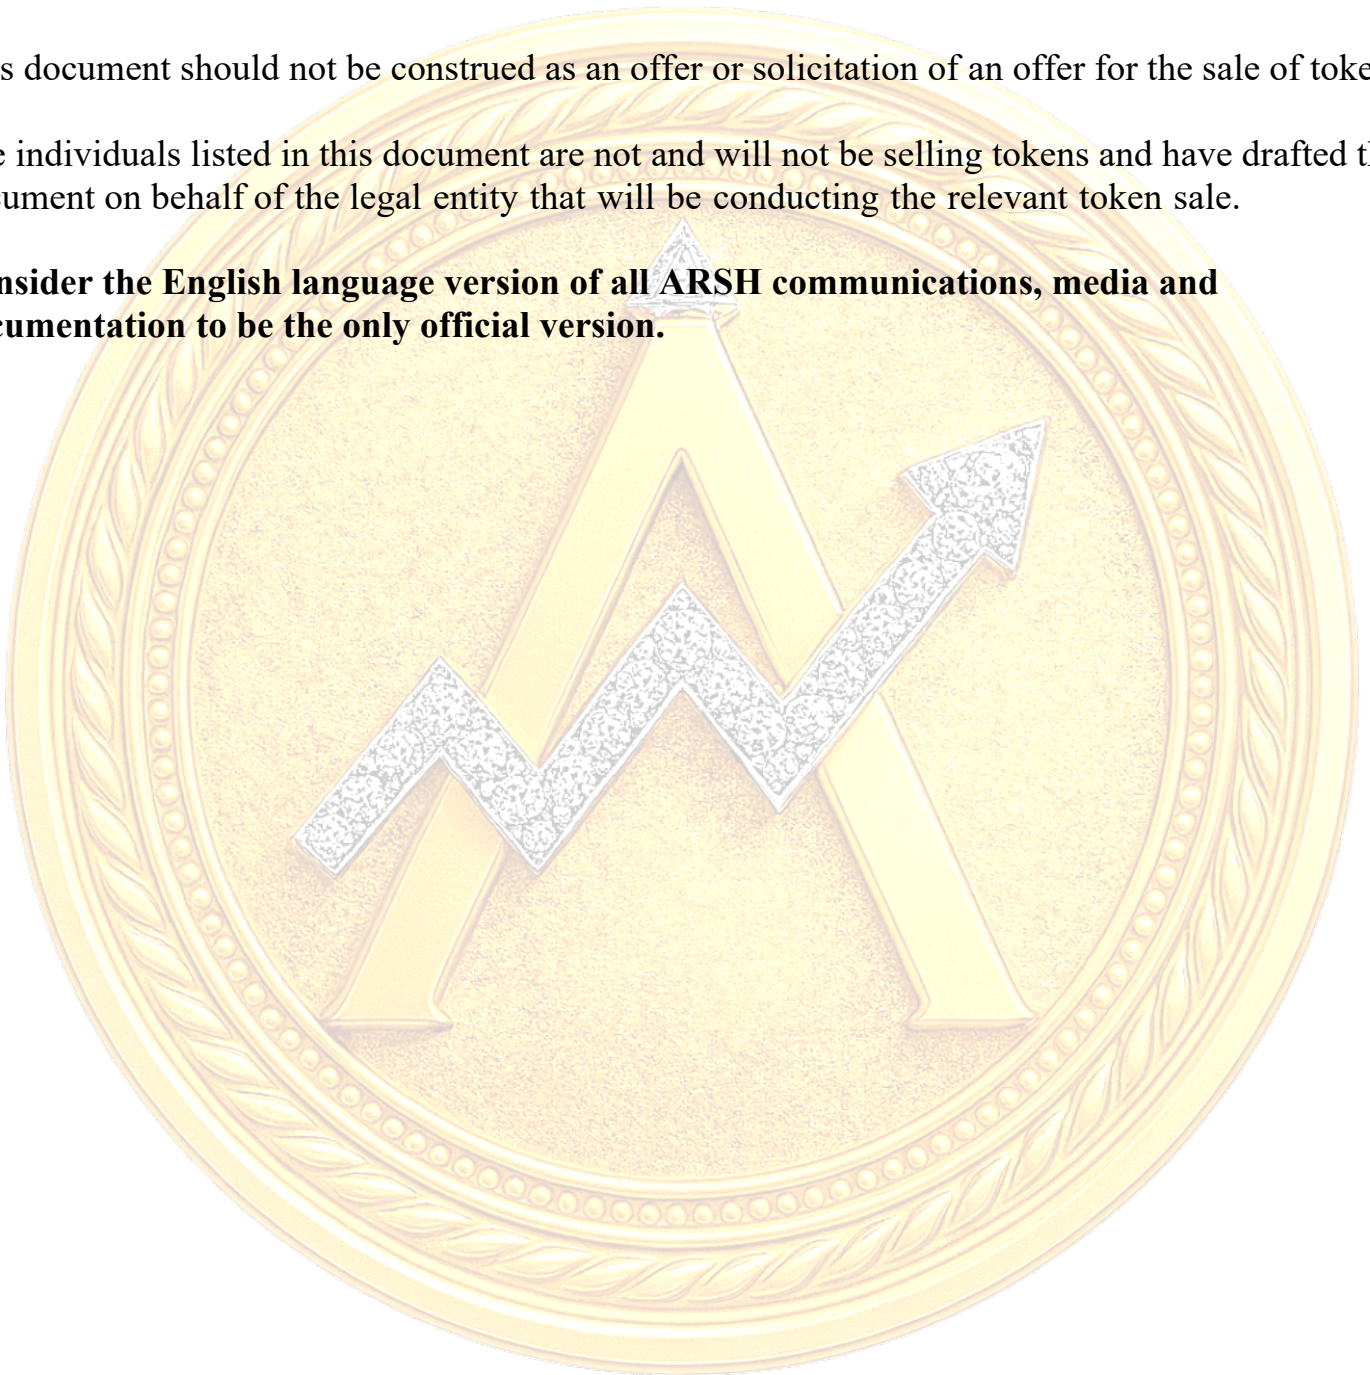 s document should not be construed as an offer or solicitation of an offer for the sale of toke
e individuals listed in this document are not and will not be selling tokens and have drafted t
cument on behalf of the legal entity that will be conducting the relevant token sale.
nsider the English language version of all ARSH communications, media and
cumentation to be the only official version.